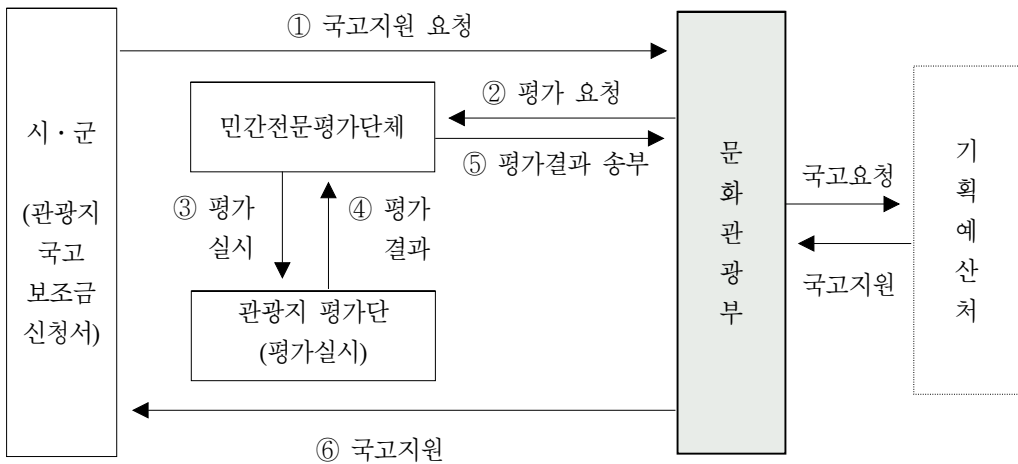 ① 국고지원 요청
시·군
(관광지
국고
보조금
신청서)
② 평가 요청
민간전문평가단체
⑤ 평가결과 송부
③ 평가
실시
④ 평가
결과
관광지 평가단
(평가실시)
⑥ 국고지원
문
화
관
광
부
국고요청
국고지원
기
획
예
산
처